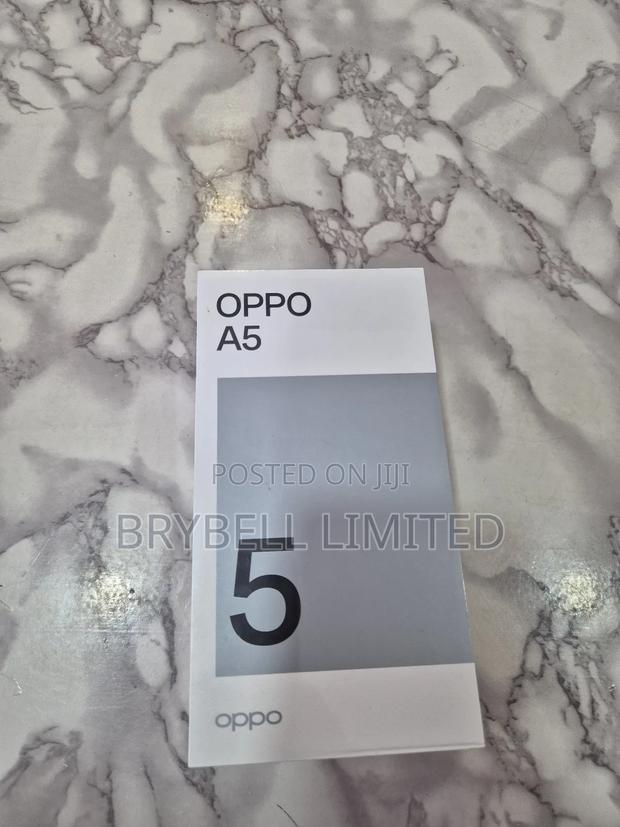 OPPO
A5
POSTED ON JIJI
BRYBELL LIMITED
5
oppo